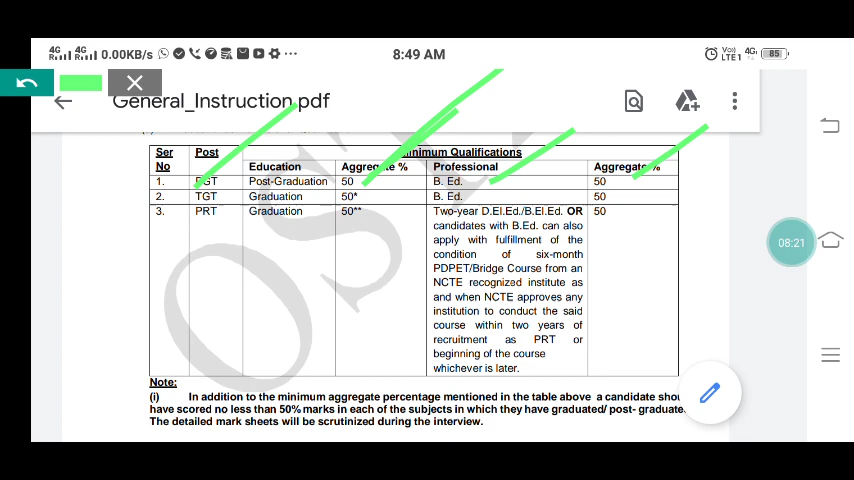 4G 4G 0.00KB/s 8:49 AM Vo) LTE1 4G 85
General_Instruction.pdf
Minimum Qualifications
Ser No Post Education Aggregate % Professional Aggregate %
1. PGT Post-Graduation 50 B. Ed. 50
2. TGT Graduation 50* B. Ed. 50
3. PRT Graduation 50** Two-year D.El.Ed./B.El.Ed. OR 50
candidates with B.Ed. can also
apply with fulfillment of the
condition of six-month
PDPET/Bridge Course from an
NCTE recognized institute as
and when NCTE approves any
institution to conduct the said
course within two years of
recruitment as PRT or
beginning of the course
whichever is later.
08:21
Note:
(i) In addition to the minimum aggregate percentage mentioned in the table above a candidate shou
have scored no less than 50% marks in each of the subjects in which they have graduated/ post- graduate
The detailed mark sheets will be scrutinized during the interview.